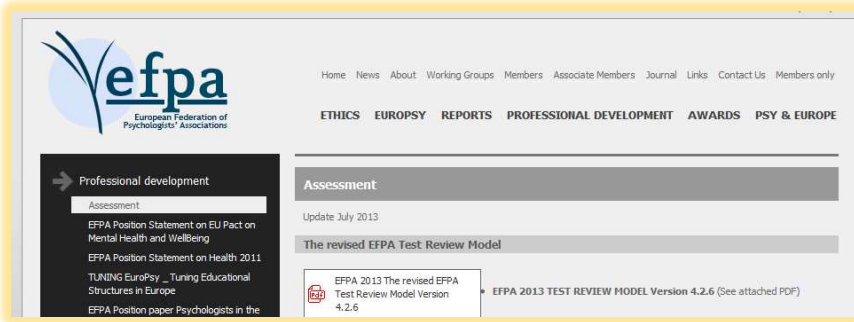 efpa
European Federation of
Psychologists' Associations
Home News About Working Groups Members Associate Members Journal Links Contact Us Members only
ETHICS EUROPSY REPORTS PROFESSIONAL DEVELOPMENT AWARDS PSY & EUROPE
Professional development
Assessment
EFPA Position Statement on EU Pact on
Mental Health and WellBeing
EFPA Position Statement on Health 2011
TUNING EuroPsy _ Tuning Educational
Structures in Europe
EFPA Position paper Psychologists in the
Assessment
Update July 2013
The revised EFPA Test Review Model
EFPA 2013 The revised EFPA
Test Review Model Version
4.2.6
• EFPA 2013 TEST REVIEW MODEL Version 4.2.6 (See attached PDF)